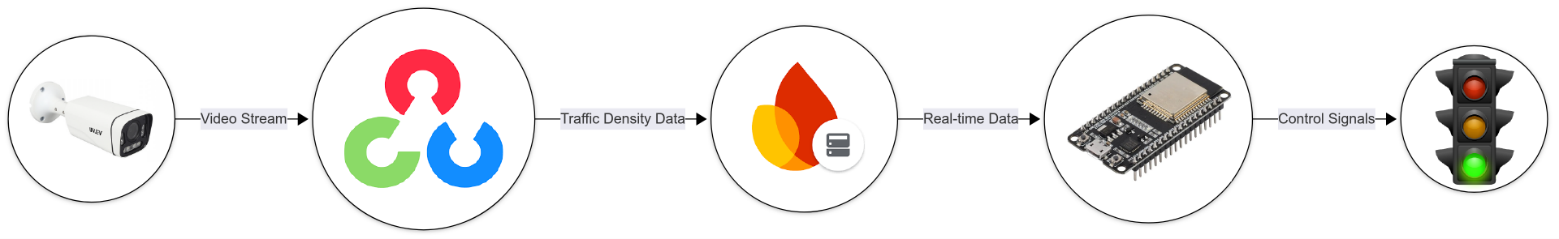 Video Stream
Traffic Density Data
Real-time Data
Control Signals